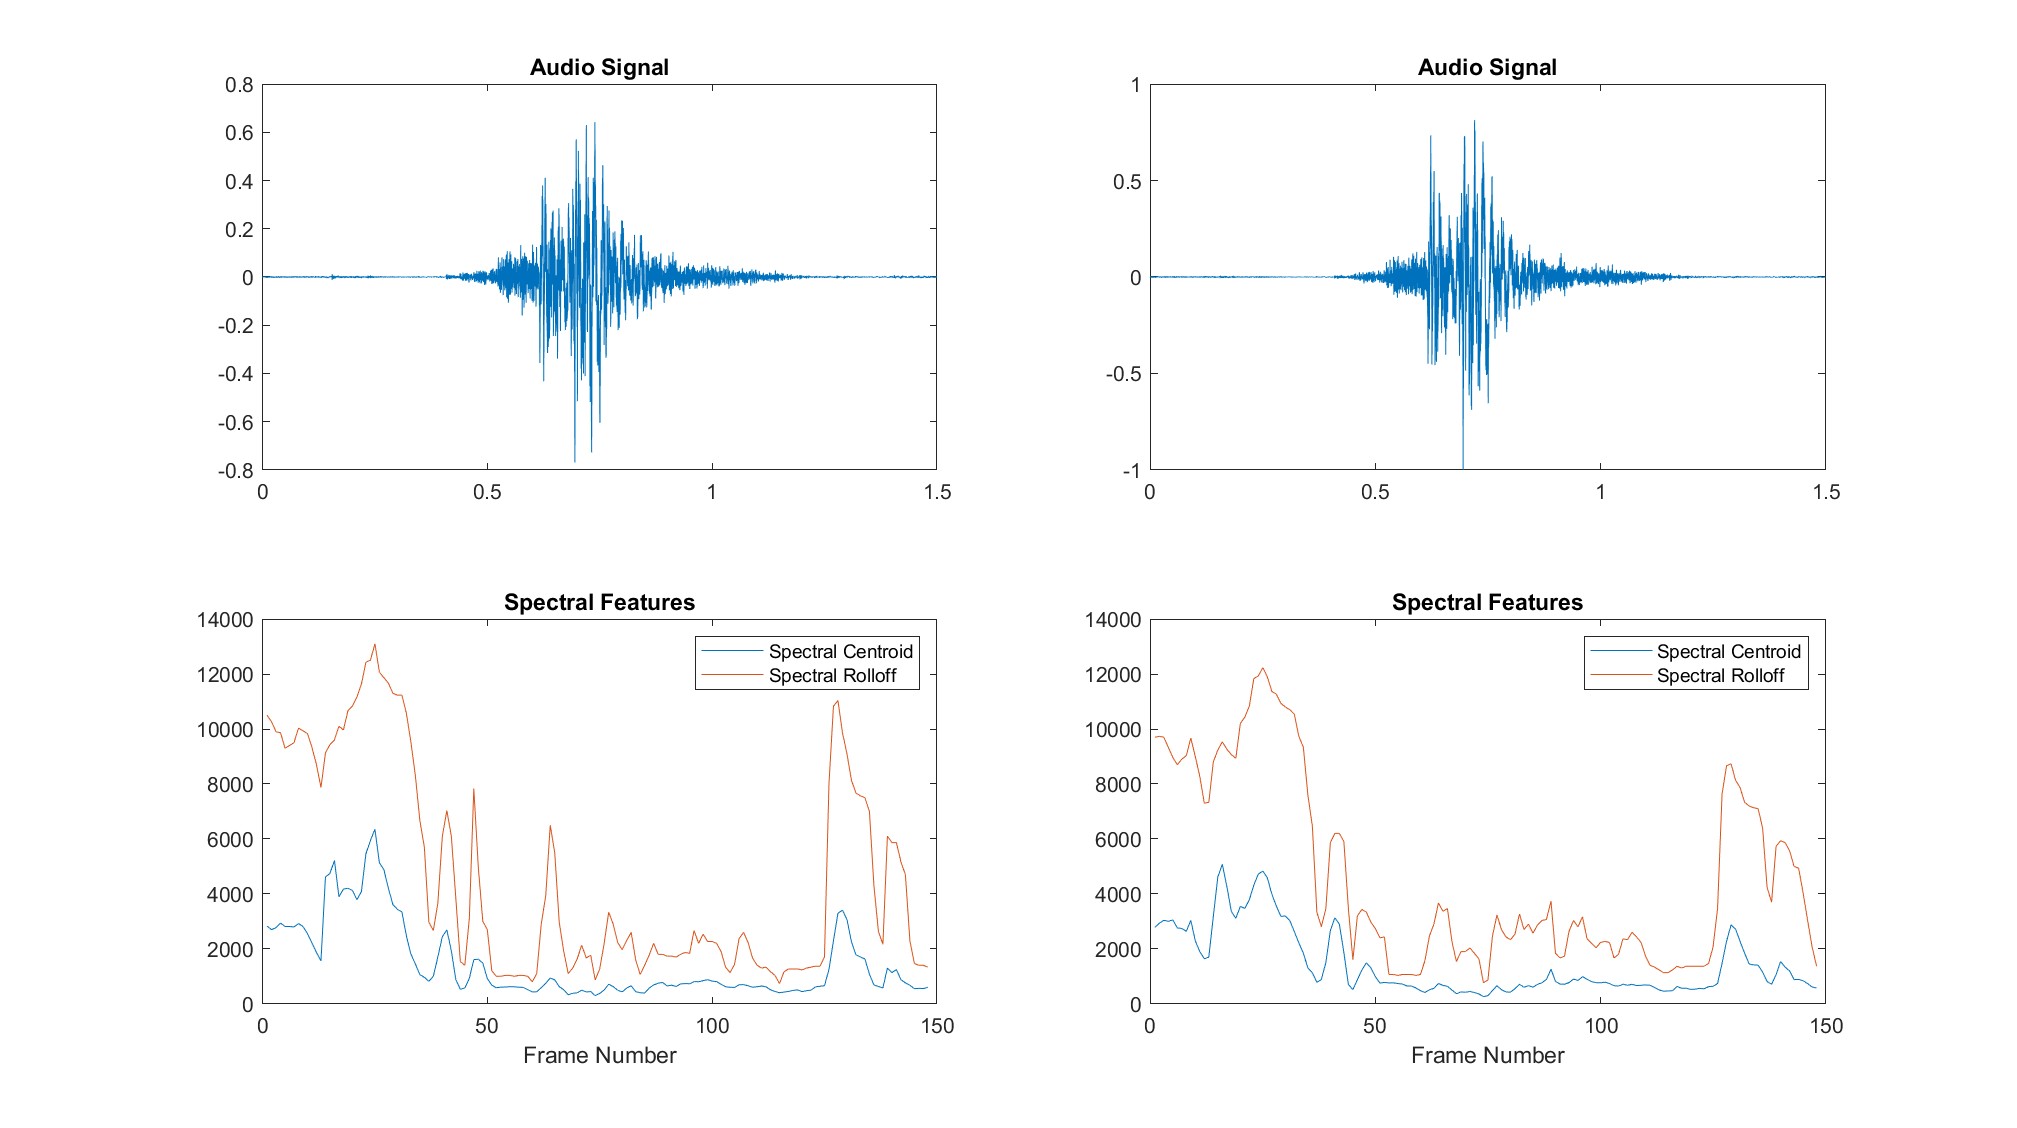 Audio Signal
0.8
0.6
0.4
0.2
0
-0.2
-0.4
-0.6
-0.8
0 0.5 1 1.5
Audio Signal
1
0.5
0
-0.5
-1
0 0.5 1 1.5
Spectral Features
14000
12000
10000
8000
6000
4000
2000
0
Spectral Centroid
Spectral Rolloff
0 50 100 150
Frame Number
Spectral Features
14000
12000
10000
8000
6000
4000
2000
0
Spectral Centroid
Spectral Rolloff
0 50 100 150
Frame Number